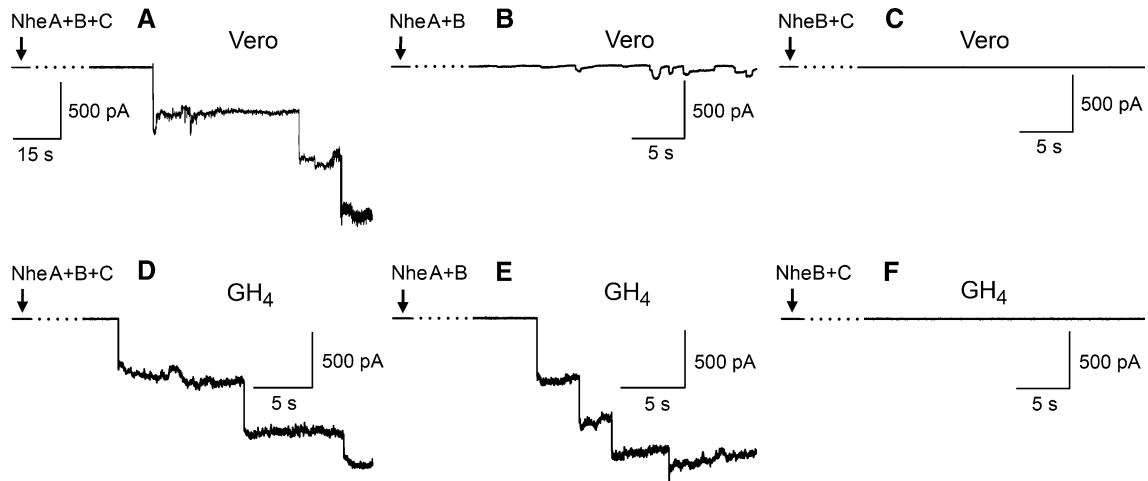 NheA+B+C A Vero
500 pA
15 s
NheA+B B Vero
500 pA
5 s
NheB+C C Vero
500 pA
5 s
NheA+B+C D
GH4
500 pA
5 s
NheA+B E
GH4
500 pA
5 s
NheB+C F
GH4
500 pA
5 s